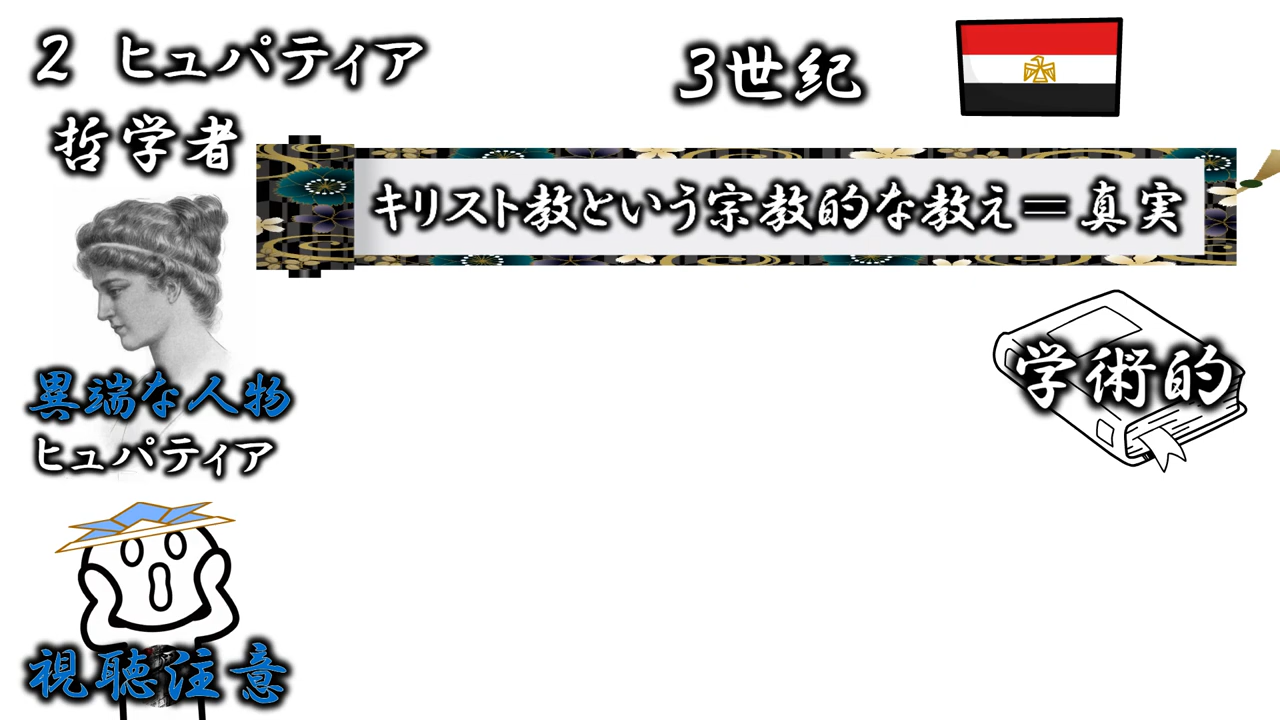 2 ヒュパティア
3世紀
哲学者
キリスト教という宗教的な教え＝真実
学術的
異端な人物
ヒュパティア
視聴注意